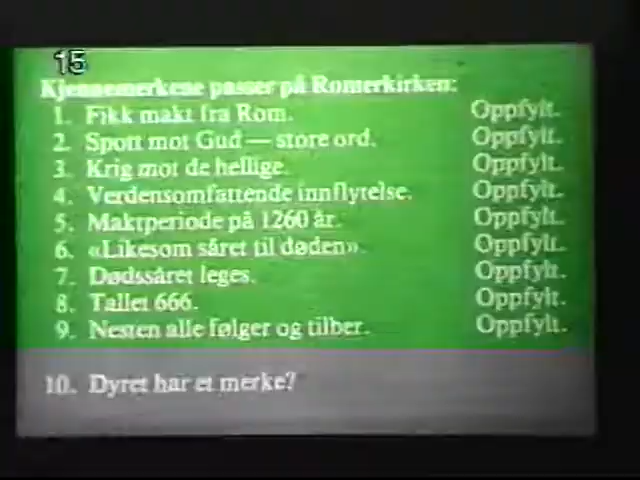 15
Kjennemerkene passer på Romerkirken:
1. Fikk makt fra Rom. Oppfylt.
2. Spott mot Gud — store ord. Oppfylt.
3. Krig mot de hellige. Oppfylt.
4. Verdensomfattende innflytelse. Oppfylt.
5. Maktperiode på 1260 år. Oppfylt.
6. «Likesom såret til døden». Oppfylt.
7. Dødssåret leges. Oppfylt.
8. Tallet 666. Oppfylt.
9. Nesten alle følger og tilber. Oppfylt.
10. Dyret har et merke?